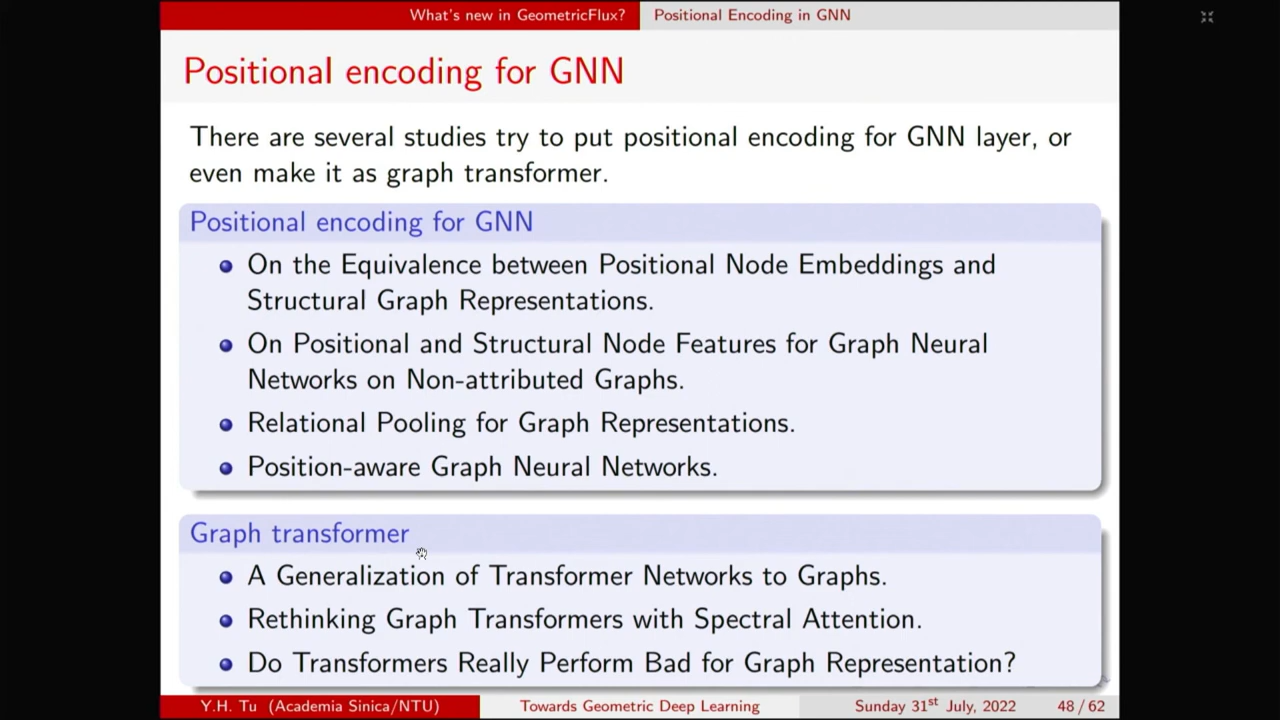 What's new in GeometricFlux? Positional Encoding in GNN
Positional encoding for GNN
There are several studies try to put positional encoding for GNN layer, or
even make it as graph transformer.
Positional encoding for GNN
On the Equivalence between Positional Node Embeddings and
Structural Graph Representations.
On Positional and Structural Node Features for Graph Neural
Networks on Non-attributed Graphs.
Relational Pooling for Graph Representations.
Position-aware Graph Neural Networks.
Graph transformer
A Generalization of Transformer Networks to Graphs.
Rethinking Graph Transformers with Spectral Attention.
Do Transformers Really Perform Bad for Graph Representation?
Y.H. Tu (Academia Sinica/NTU) Towards Geometric Deep Learning Sunday 31st July, 2022 48 / 62